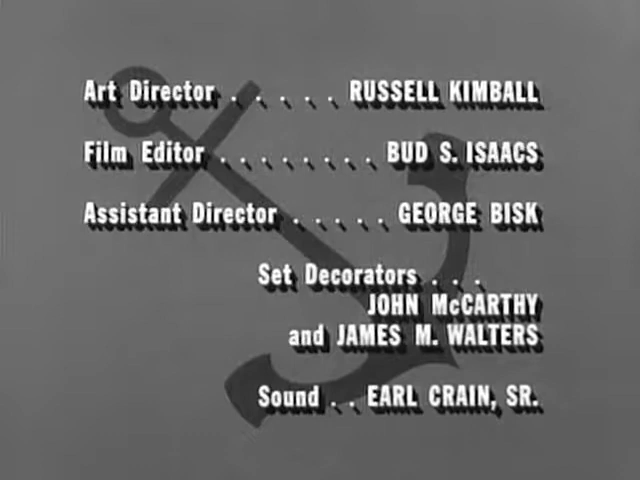 Art Director . . . . . RUSSELL KIMBALL
Film Editor . . . . . . . . BUD S. ISAACS
Assistant Director . . . . . GEORGE BISK
Set Decorators . . .
JOHN McCARTHY
and JAMES M. WALTERS
Sound . . EARL CRAIN, SR.